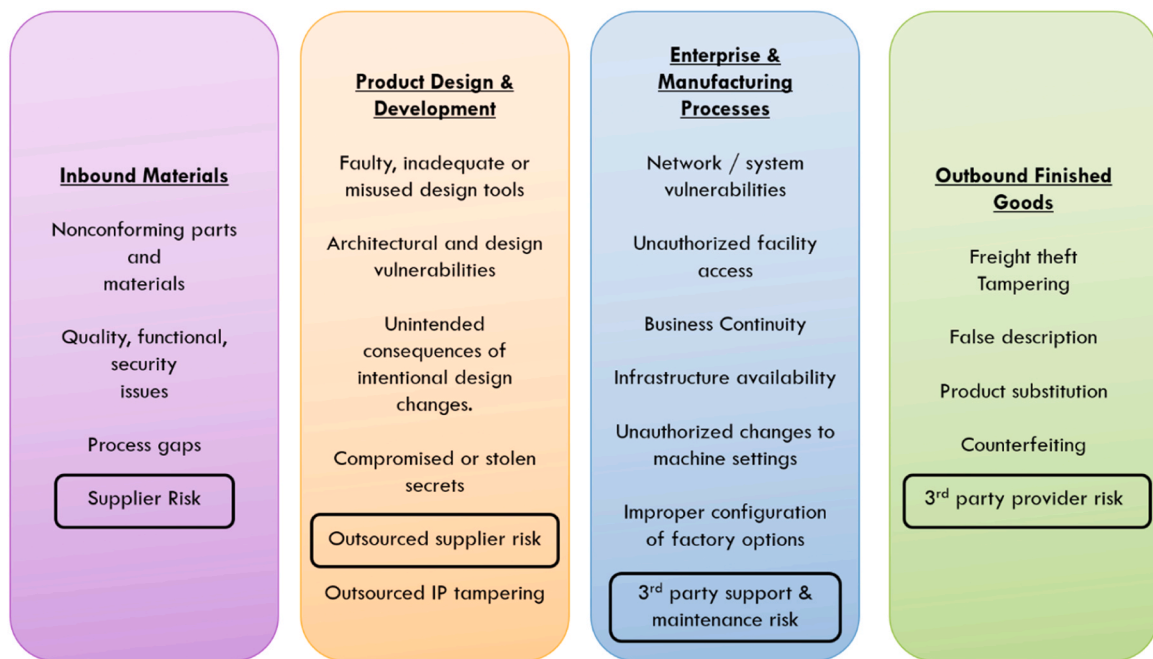 Inbound Materials
Nonconforming parts
and
materials
Quality, functional,
security
issues
Process gaps
Supplier Risk
Product Design &
Development
Faulty, inadequate or
misused design tools
Architectural and design
vulnerabilities
Unintended
consequences of
intentional design
changes.
Compromised or stolen
secrets
Outsourced supplier risk
Outsourced IP tampering
Enterprise &
Manufacturing
Processes
Network / system
vulnerabilities
Unauthorized facility
access
Business Continuity
Infrastructure availability
Unauthorized changes to
machine settings
Improper configuration
of factory options
3rd party support &
maintenance risk
Outbound Finished
Goods
Freight theft
Tampering
False description
Product substitution
Counterfeiting
3rd party provider risk